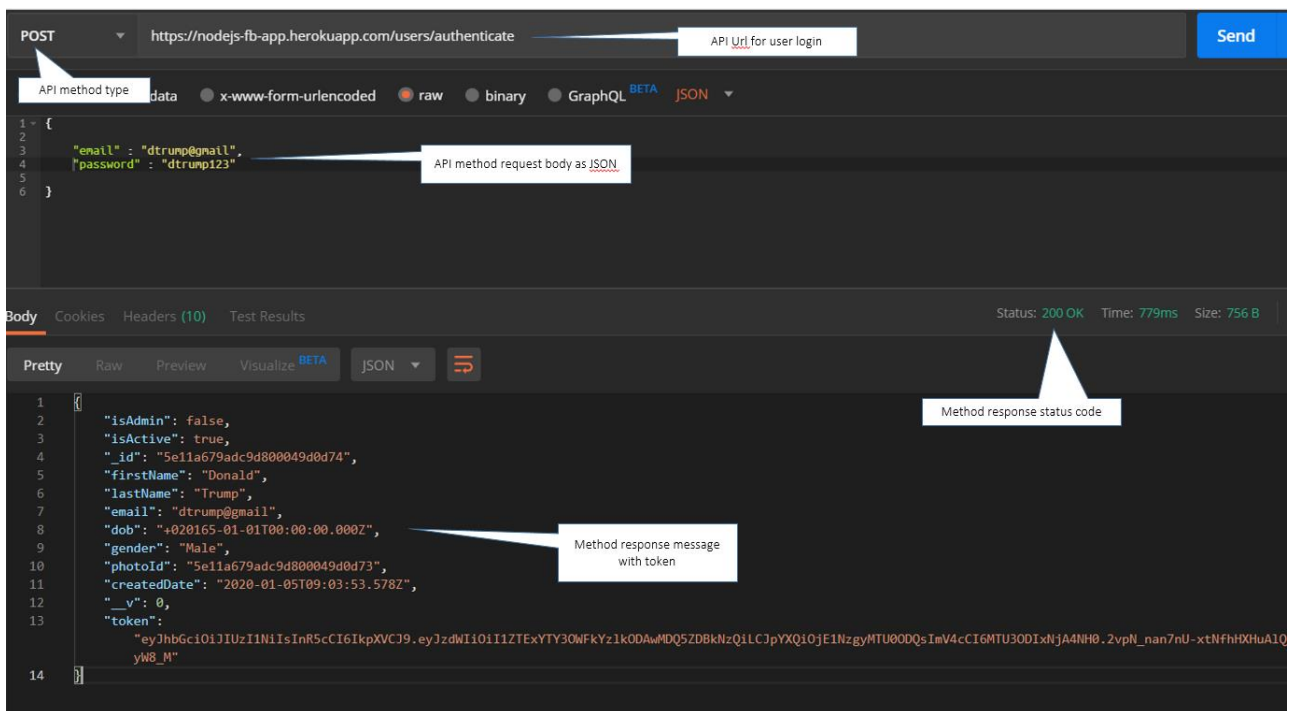 POST https://nodejs-fb-app.herokuapp.com/users/authenticate API Url for user login Send
API method type data x-www-form-urlencoded raw binary GraphQL BETA JSON
1 {
2
3 "email" : "dtrump@gmail",
4 "password" : "dtrump123"
API method request body as JSON
5
6 }
Body Cookies Headers (10) Test Results Status: 200 OK Time: 779ms Size: 756 B
Pretty Raw Preview Visualize BETA JSON
Method response status code
1 {
2 "isAdmin": false,
3 "isActive": true,
4 "_id": "5e11a679adc9d800049d0d74",
5 "firstName": "Donald",
6 "lastName": "Trump",
7 "email": "dtrump@gmail",
8 "dob": "+020165-01-01T00:00:00.000Z",
9 "gender": "Male",
Method response message
with token
10 "photoId": "5e11a679adc9d800049d0d73",
11 "createdDate": "2020-01-05T09:03:53.578Z",
12 "__v": 0,
13 "token":
"eyJhbGciOiJIUzI1NiIsInR5cCI6IkpXVCJ9.eyJzdWIiOiI1ZTExYTY3OWFkYzlkODAwMDQ5ZDBkNzQiLCJpYXQiOjE1NzgyMTU0ODQsImV4cCI6MTU3ODIxNjA4NH0.2vpN_nan7nU-xtNfhHXHuAlQ
yW8_M"
14 }